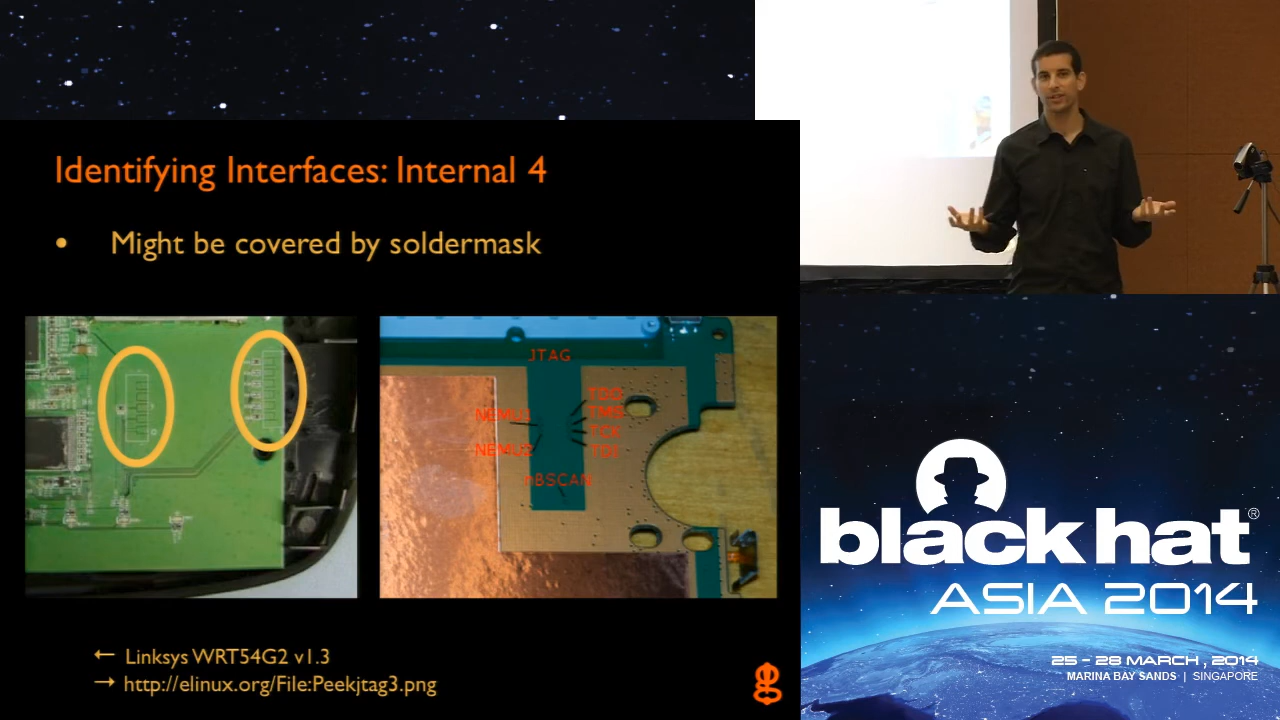 Identifying Interfaces: Internal 4
• Might be covered by soldermask
JTAG
NEMU1
NEMU2
TDO
TMS
TCK
TDI
nBSCAN
← Linksys WRT54G2 v1.3
→ http://elinux.org/File:Peekjtag3.png
black hat®
ASIA 2014
25 - 28 MARCH, 2014
MARINA BAY SANDS | SINGAPORE